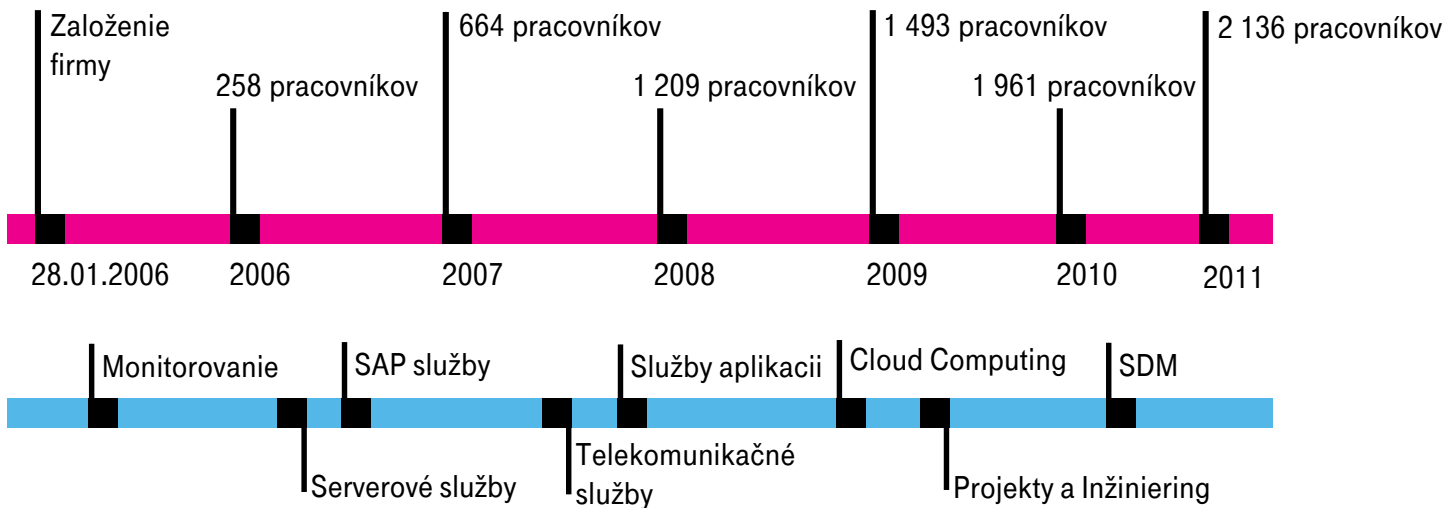 Založenie
firmy
258 pracovníkov
664 pracovníkov
1 209 pracovníkov
1 493 pracovníkov
1 961 pracovníkov
2 136 pracovníkov
28.01.2006
2006
2007
2008
2009
2010
2011
Monitorovanie
Serverové služby
SAP služby
Telekomunikačné
služby
Služby aplikacii
Cloud Computing
Projekty a Inžiniering
SDM